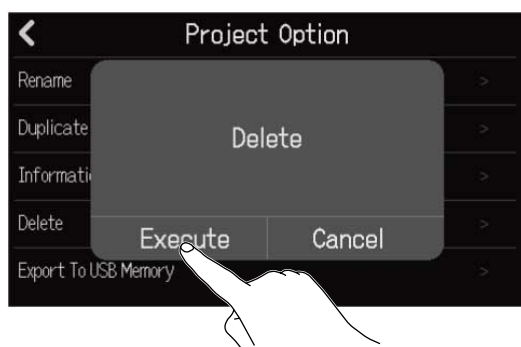 Project Option
Rename
Duplicate
Delete
Informati
Delete
Execute Cancel
Export To USB Memory